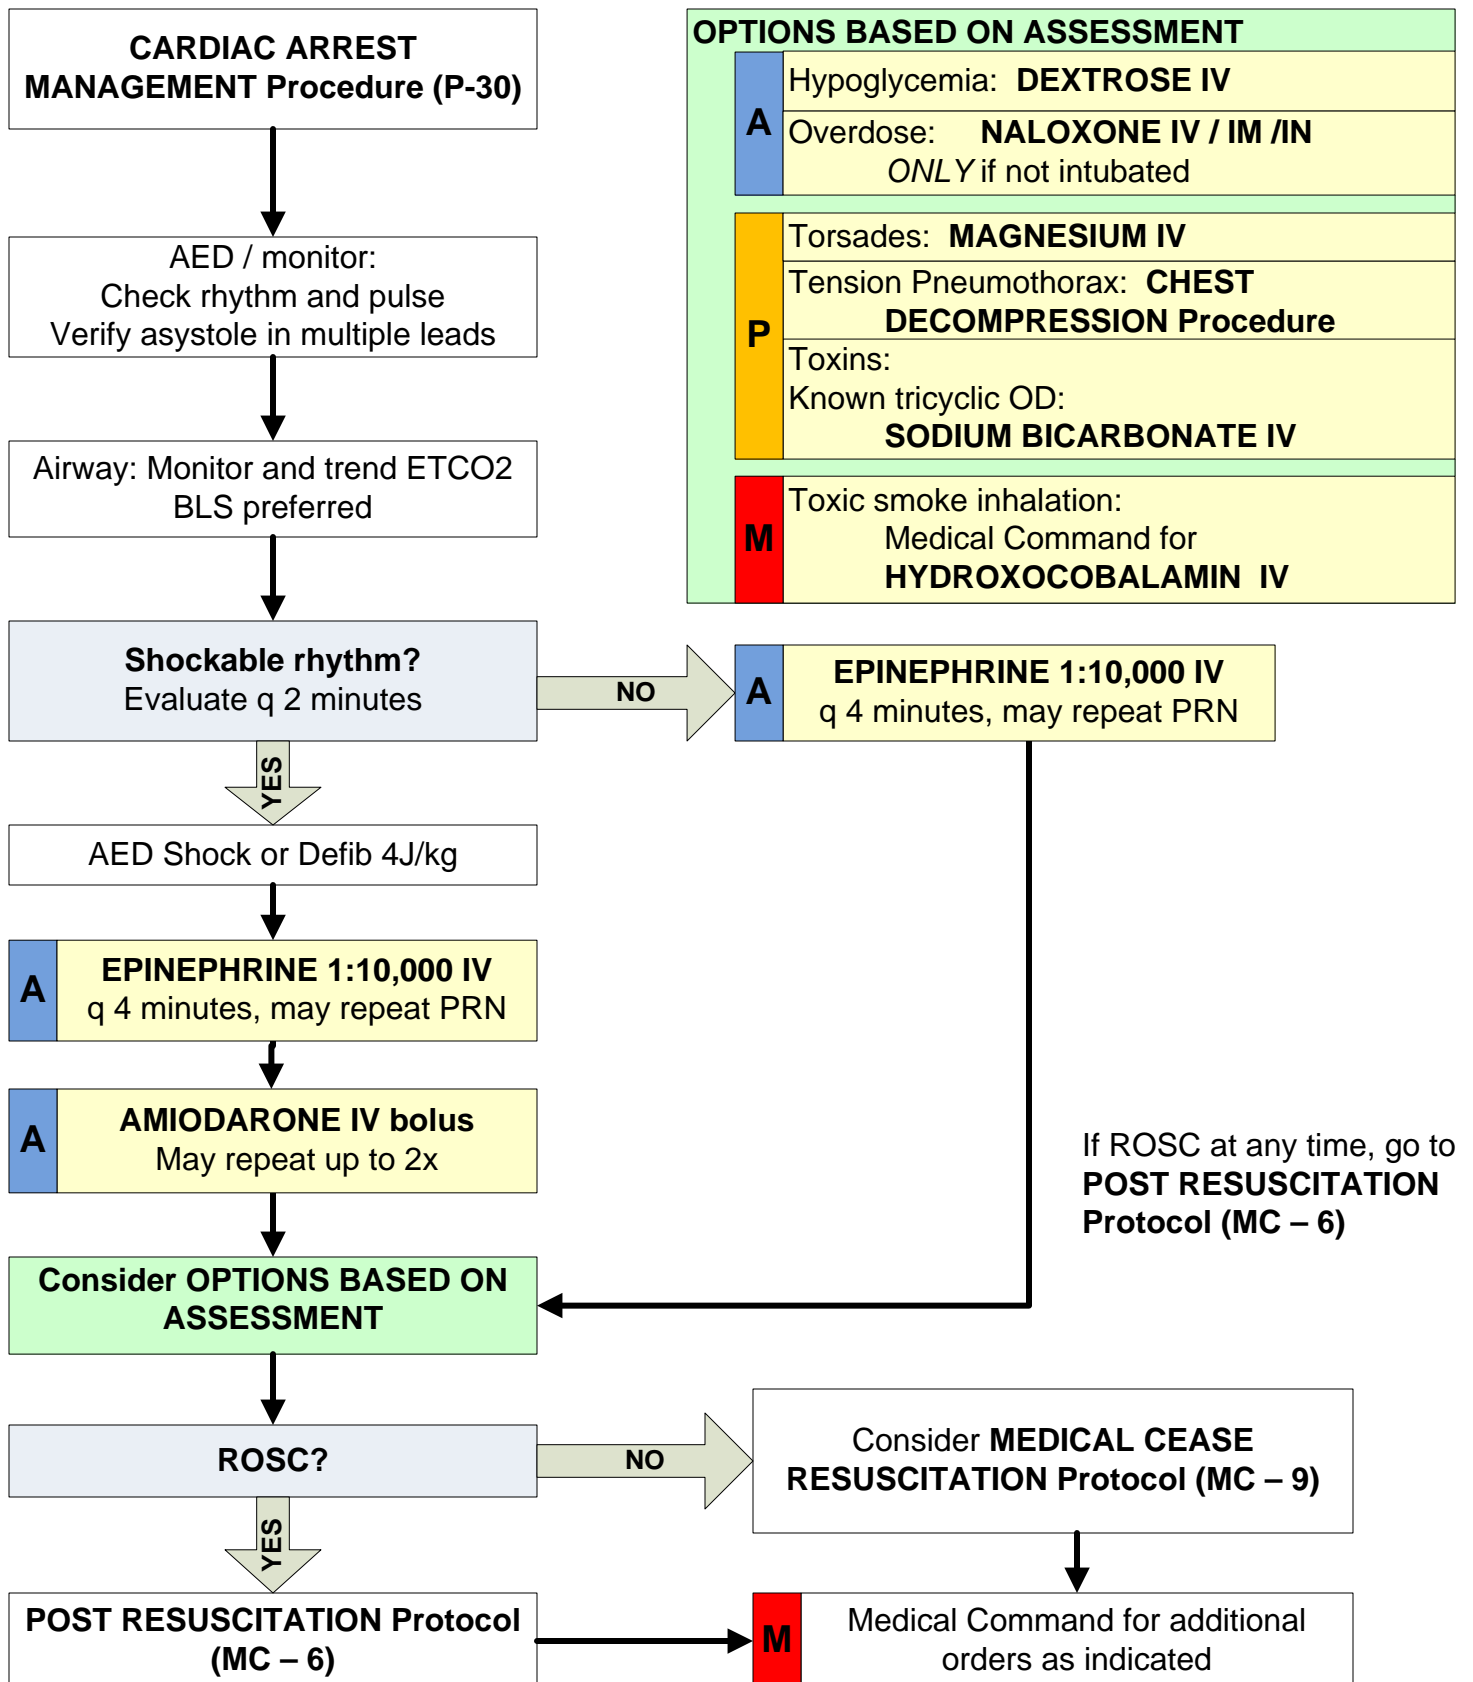 CARDIAC ARREST
MANAGEMENT Procedure (P-30)
AED / monitor:
Check rhythm and pulse
Verify asystole in multiple leads
Airway: Monitor and trend ETCO2
BLS preferred
OPTIONS BASED ON ASSESSMENT
A
Hypoglycemia: DEXTROSE IV
Overdose: NALOXONE IV / IM /IN
ONLY if not intubated
P
Torsades: MAGNESIUM IV
Tension Pneumothorax: CHEST
DECOMPRESSION Procedure
Toxins:
Known tricyclic OD:
SODIUM BICARBONATE IV
M
Toxic smoke inhalation:
Medical Command for
HYDROXOCOBALAMIN IV
Shockable rhythm?
Evaluate q 2 minutes
NO
A
EPINEPHRINE 1:10,000 IV
q 4 minutes, may repeat PRN
YES
AED Shock or Defib 4J/kg
A
EPINEPHRINE 1:10,000 IV
q 4 minutes, may repeat PRN
A
AMIODARONE IV bolus
May repeat up to 2x
If ROSC at any time, go to
POST RESUSCITATION
Protocol (MC – 6)
Consider OPTIONS BASED ON
ASSESSMENT
ROSC?
NO
Consider MEDICAL CEASE
RESUSCITATION Protocol (MC – 9)
YES
POST RESUSCITATION Protocol
(MC – 6)
M
Medical Command for additional
orders as indicated